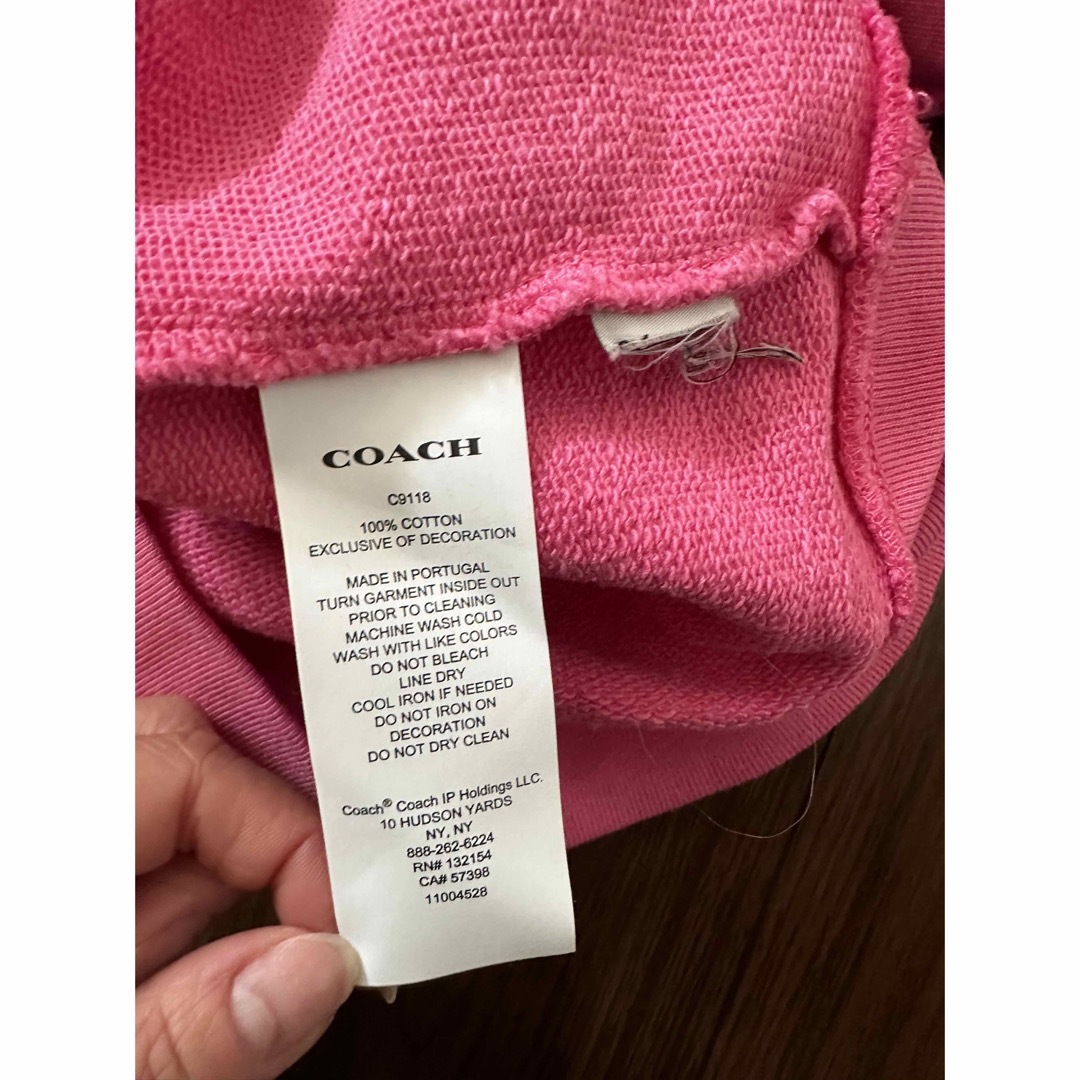 COACH
C9118
100% COTTON
EXCLUSIVE OF DECORATION
MADE IN PORTUGAL
TURN GARMENT INSIDE OUT
PRIOR TO CLEANING
MACHINE WASH COLD
WASH WITH LIKE COLORS
DO NOT BLEACH
LINE DRY
COOL IRON IF NEEDED
DO NOT IRON ON
DECORATION
DO NOT DRY CLEAN
Coach® Coach IP Holdings LLC.
10 HUDSON YARDS
NY, NY
888-262-6224
RN# 132154
CA# 57398
11004528